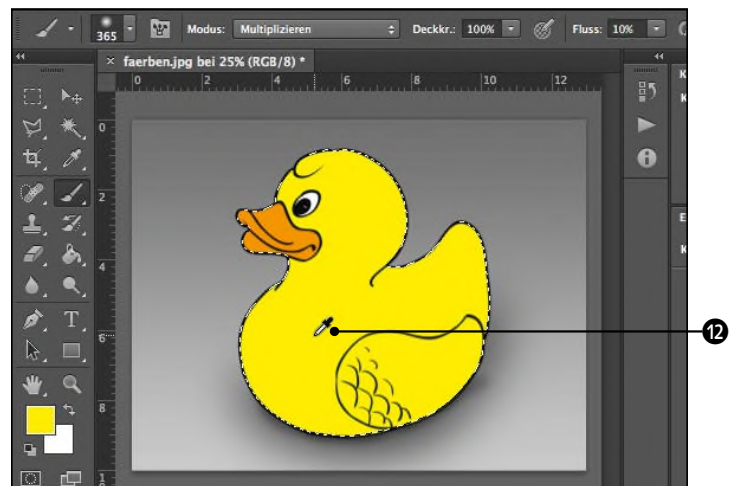 365 Modus: Multiplizieren Deckkr.: 100% Fluss: 10%
× faerben.jpg bei 25% (RGB/8) *
0 2 4 6 8 10 12
K
K
0
2
4
E
K
6
12
8
1
T